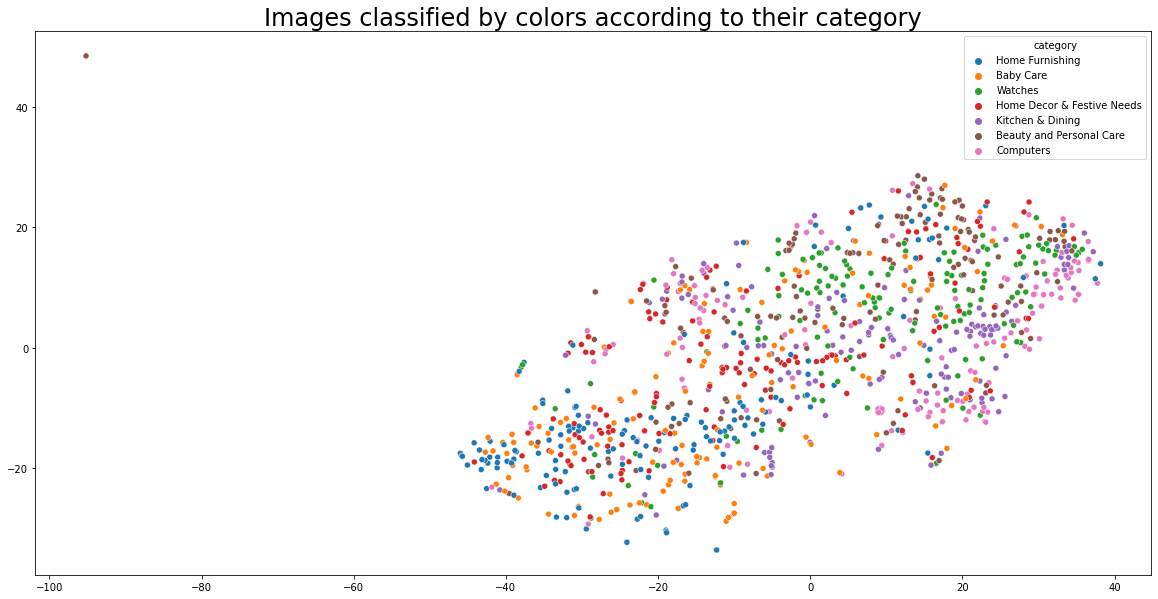 Images classified by colors according to their category
category
Home Furnishing
Baby Care
Watches
Home Decor & Festive Needs
Kitchen & Dining
Beauty and Personal Care
Computers
40
20
0
−20
−100 −80 −60 −40 −20 0 20 40